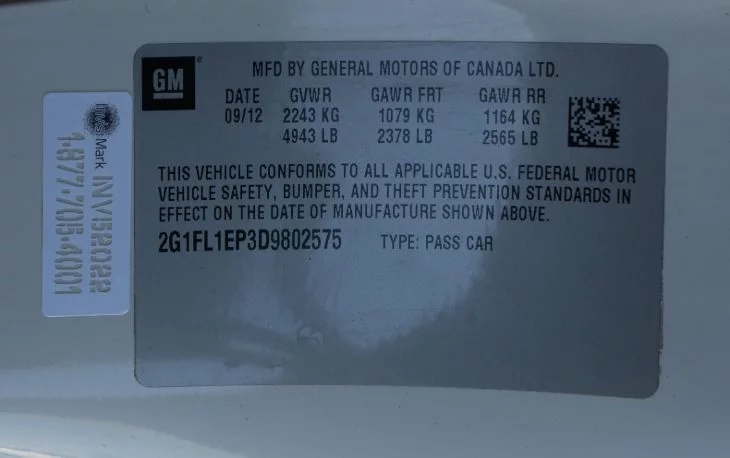 GM
MFD BY GENERAL MOTORS OF CANADA LTD.
DATE GVWR GAWR FRT GAWR RR
09/12 2243 KG 1079 KG 1164 KG
4943 LB 2378 LB 2565 LB
THIS VEHICLE CONFORMS TO ALL APPLICABLE U.S. FEDERAL MOTOR
VEHICLE SAFETY, BUMPER, AND THEFT PREVENTION STANDARDS IN
EFFECT ON THE DATE OF MANUFACTURE SHOWN ABOVE.
2G1FL1EP3D9802575 TYPE: PASS CAR
Mark INV152022
1-877-705-4001